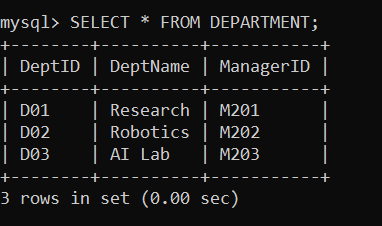 mysql> SELECT * FROM DEPARTMENT;
+--------+-----------+-----------+
| DeptID | DeptName | ManagerID |
+--------+-----------+-----------+
| D01    | Research | M201      |
| D02    | Robotics | M202      |
| D03    | AI Lab   | M203      |
+--------+-----------+-----------+
3 rows in set (0.00 sec)